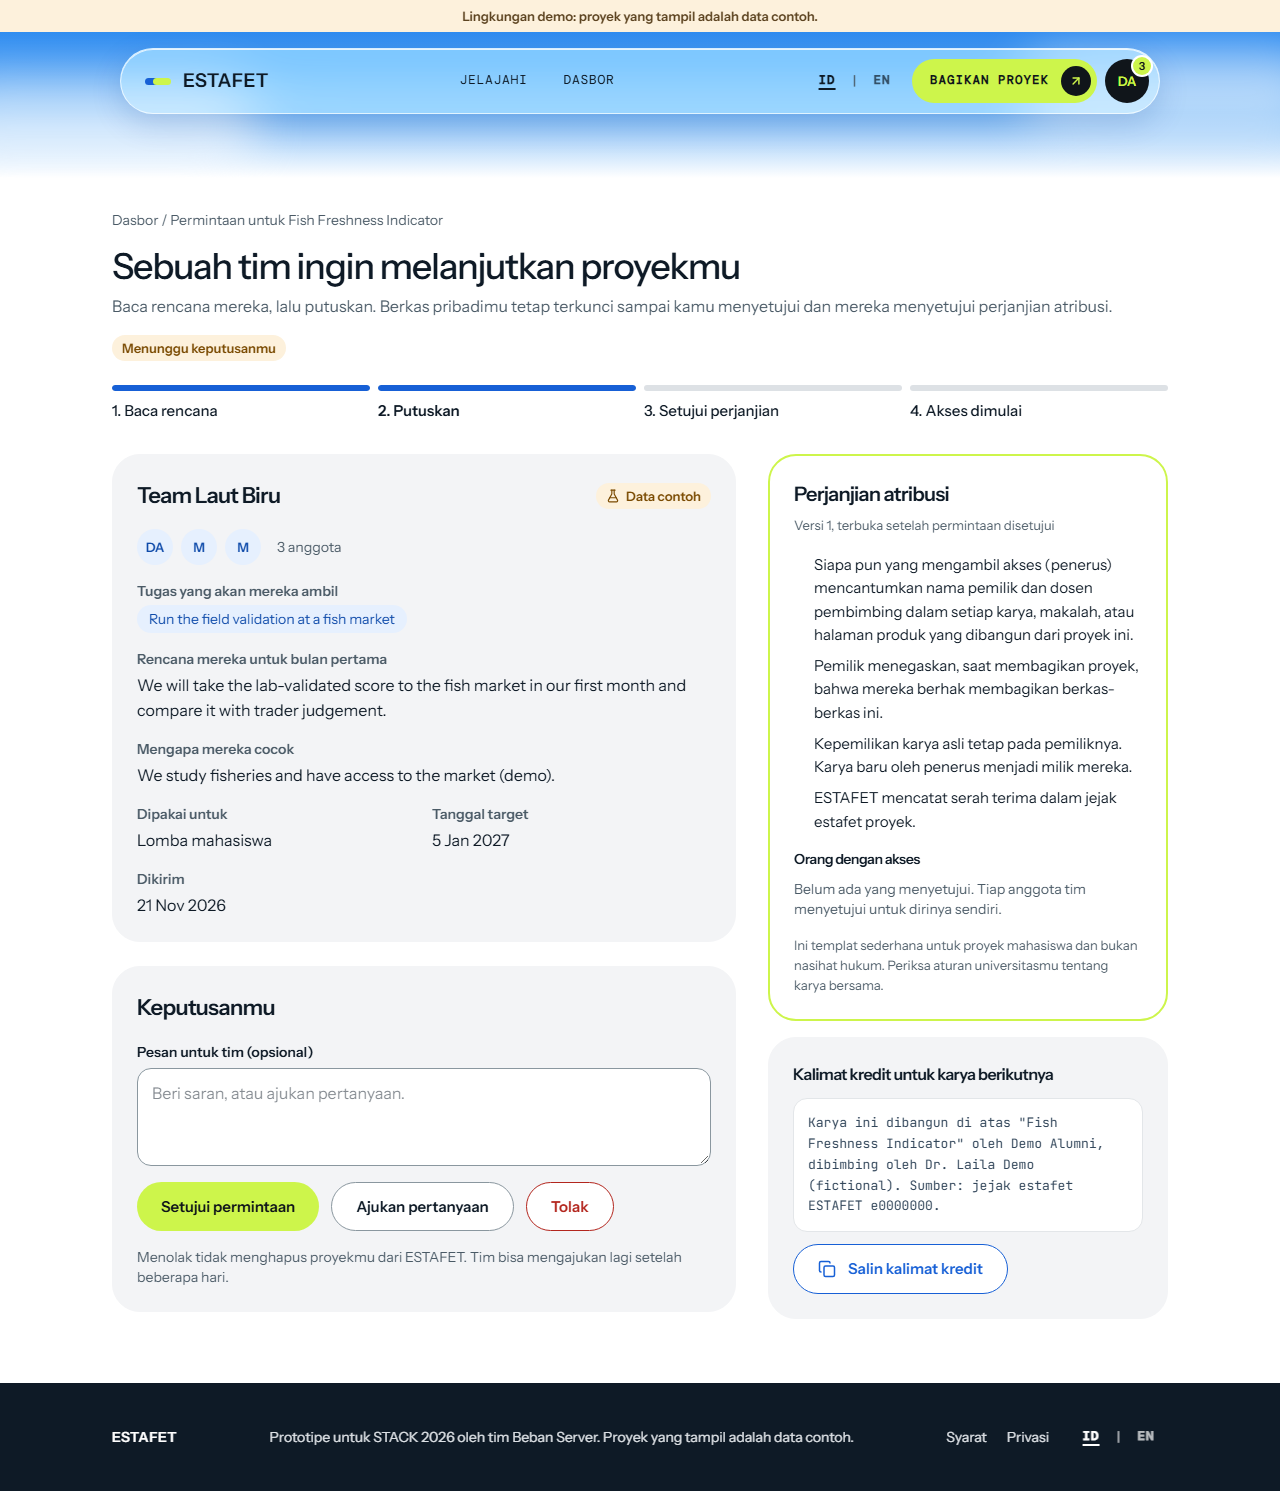 Lingkungan demo: proyek yang tampil adalah data contoh.
ESTAFET
JELAJAHI
DASBOR
ID | EN
BAGIKAN PROYEK
DA
3
Dasbor / Permintaan untuk Fish Freshness Indicator
Sebuah tim ingin melanjutkan proyekmu
Baca rencana mereka, lalu putuskan. Berkas pribadimu tetap terkunci sampai kamu menyetujui dan mereka menyetujui perjanjian atribusi.
Menunggu keputusanmu
1. Baca rencana
2. Putuskan
3. Setujui perjanjian
4. Akses dimulai
Team Laut Biru
Data contoh
DA M M 3 anggota
Tugas yang akan mereka ambil
Run the field validation at a fish market
Rencana mereka untuk bulan pertama
We will take the lab-validated score to the fish market in our first month and
compare it with trader judgement.
Mengapa mereka cocok
We study fisheries and have access to the market (demo).
Dipakai untuk
Lomba mahasiswa
Tanggal target
5 Jan 2027
Dikirim
21 Nov 2026
Keputusanmu
Pesan untuk tim (opsional)
Beri saran, atau ajukan pertanyaan.
Setujui permintaan
Ajukan pertanyaan
Tolak
Menolak tidak menghapus proyekmu dari ESTAFET. Tim bisa mengajukan lagi setelah
beberapa hari.
Perjanjian atribusi
Versi 1, terbuka setelah permintaan disetujui
Siapa pun yang mengambil akses (penerus)
mencantumkan nama pemilik dan dosen
pembimbing dalam setiap karya, makalah, atau
halaman produk yang dibangun dari proyek ini.
Pemilik menegaskan, saat membagikan proyek,
bahwa mereka berhak membagikan berkas-
berkas ini.
Kepemilikan karya asli tetap pada pemiliknya.
Karya baru oleh penerus menjadi milik mereka.
ESTAFET mencatat serah terima dalam jejak
estafet proyek.
Orang dengan akses
Belum ada yang menyetujui. Tiap anggota tim
menyetujui untuk dirinya sendiri.
Ini templat sederhana untuk proyek mahasiswa dan bukan
nasihat hukum. Periksa aturan universitasmu tentang
karya bersama.
Kalimat kredit untuk karya berikutnya
Karya ini dibangun di atas "Fish
Freshness Indicator" oleh Demo Alumni,
dibimbing oleh Dr. Laila Demo
(fictional). Sumber: jejak estafet
ESTAFET e0000000.
Salin kalimat kredit
ESTAFET
Prototipe untuk STACK 2026 oleh tim Beban Server. Proyek yang tampil adalah data contoh.
Syarat
Privasi
ID | EN